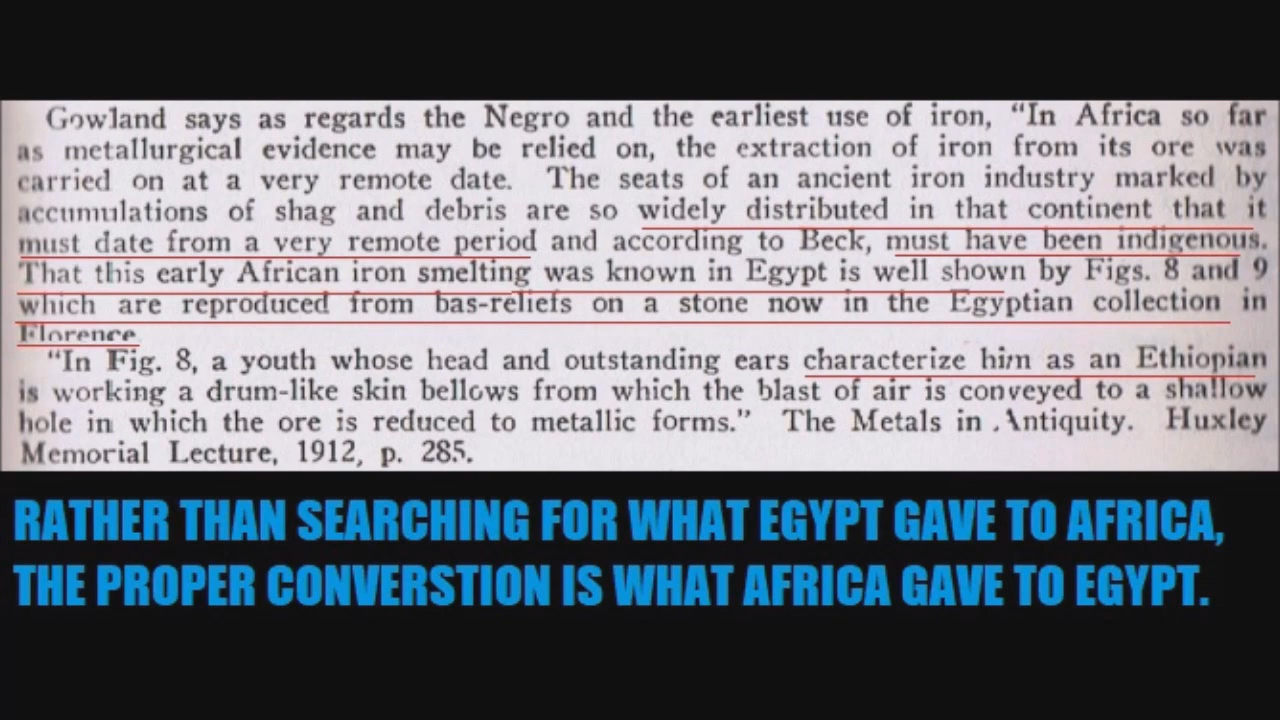 Gowland says as regards the Negro and the earliest use of iron, "In Africa so far
as metallurgical evidence may be relied on, the extraction of iron from its ore was
carried on at a very remote date. The seats of an ancient iron industry marked by
accumulations of shag and debris are so widely distributed in that continent that it
must date from a very remote period and according to Beck, must have been indigenous.
That this early African iron smelting was known in Egypt is well shown by Figs. 8 and 9
which are reproduced from bas-reliefs on a stone now in the Egyptian collection in
Florence
"In Fig. 8, a youth whose head and outstanding ears characterize him as an Ethiopian
is working a drum-like skin bellows from which the blast of air is conveyed to a shallow
hole in which the ore is reduced to metallic forms." The Metals in Antiquity. Huxley
Memorial Lecture, 1912, p. 285.
RATHER THAN SEARCHING FOR WHAT EGYPT GAVE TO AFRICA,
THE PROPER CONVERSTION IS WHAT AFRICA GAVE TO EGYPT.